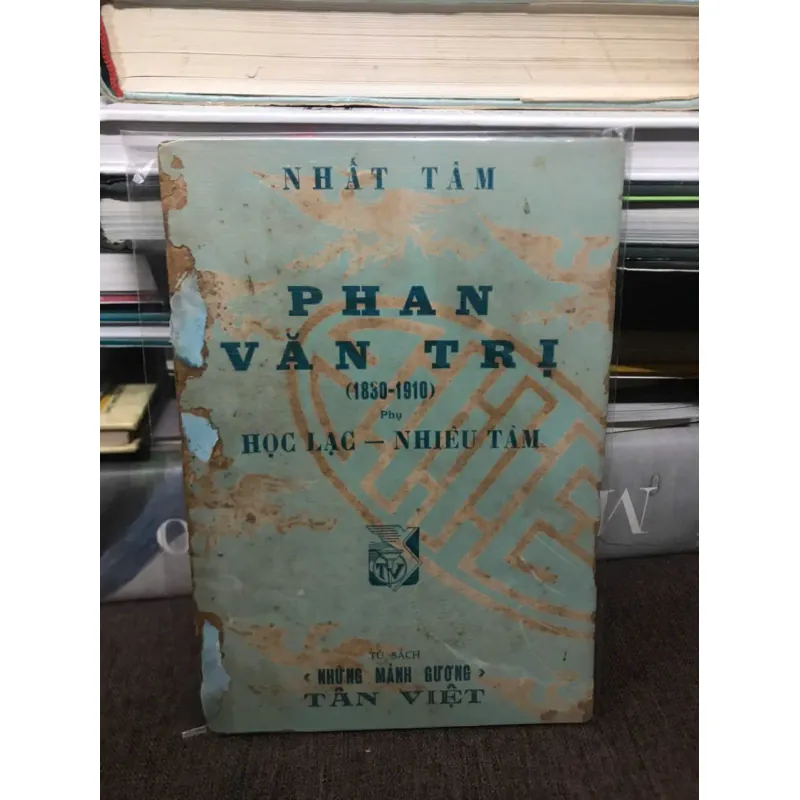 NHẤT TÂM
PHAN
VĂN TRỊ
(1830-1910)
Phụ
HỌC LẠC — NHIÊU TÂM
TV
TỦ SÁCH
‹ NHỮNG MẢNH GƯƠNG ›
TÂN VIỆT